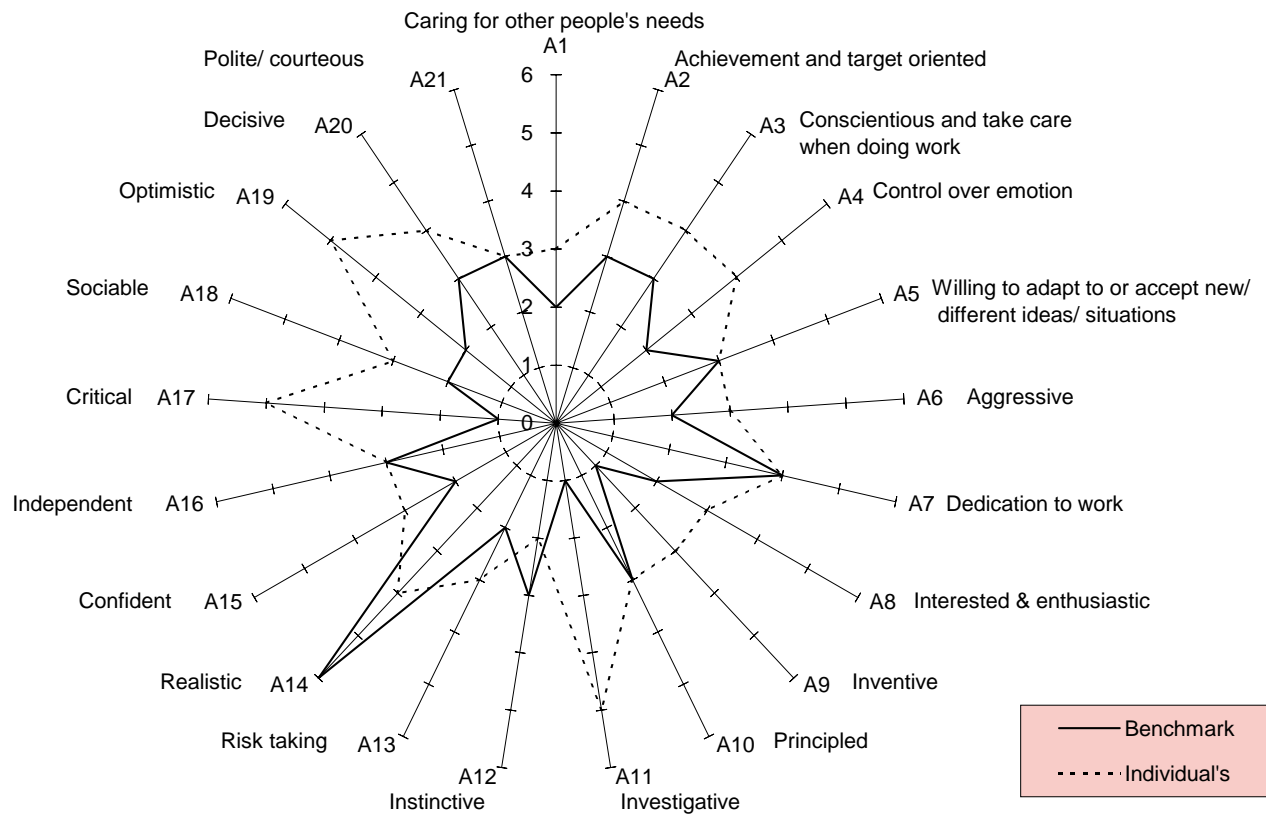 Caring for other people's needs
A1
Achievement and target oriented
A2
A3
Conscientious and take care
when doing work
A4
Control over emotion
A5
Willing to adapt to or accept new/
different ideas/ situations
A6
Aggressive
A7
Dedication to work
A8
Interested & enthusiastic
A9
Inventive
A10
Principled
A11
Investigative
A12
Instinctive
A13
Risk taking
A14
Realistic
A15
Confident
A16
Independent
A17
Critical
A18
Sociable
A19
Optimistic
A20
Decisive
A21
Polite/ courteous
6
5
4
3
2
1
0
Benchmark
Individual's